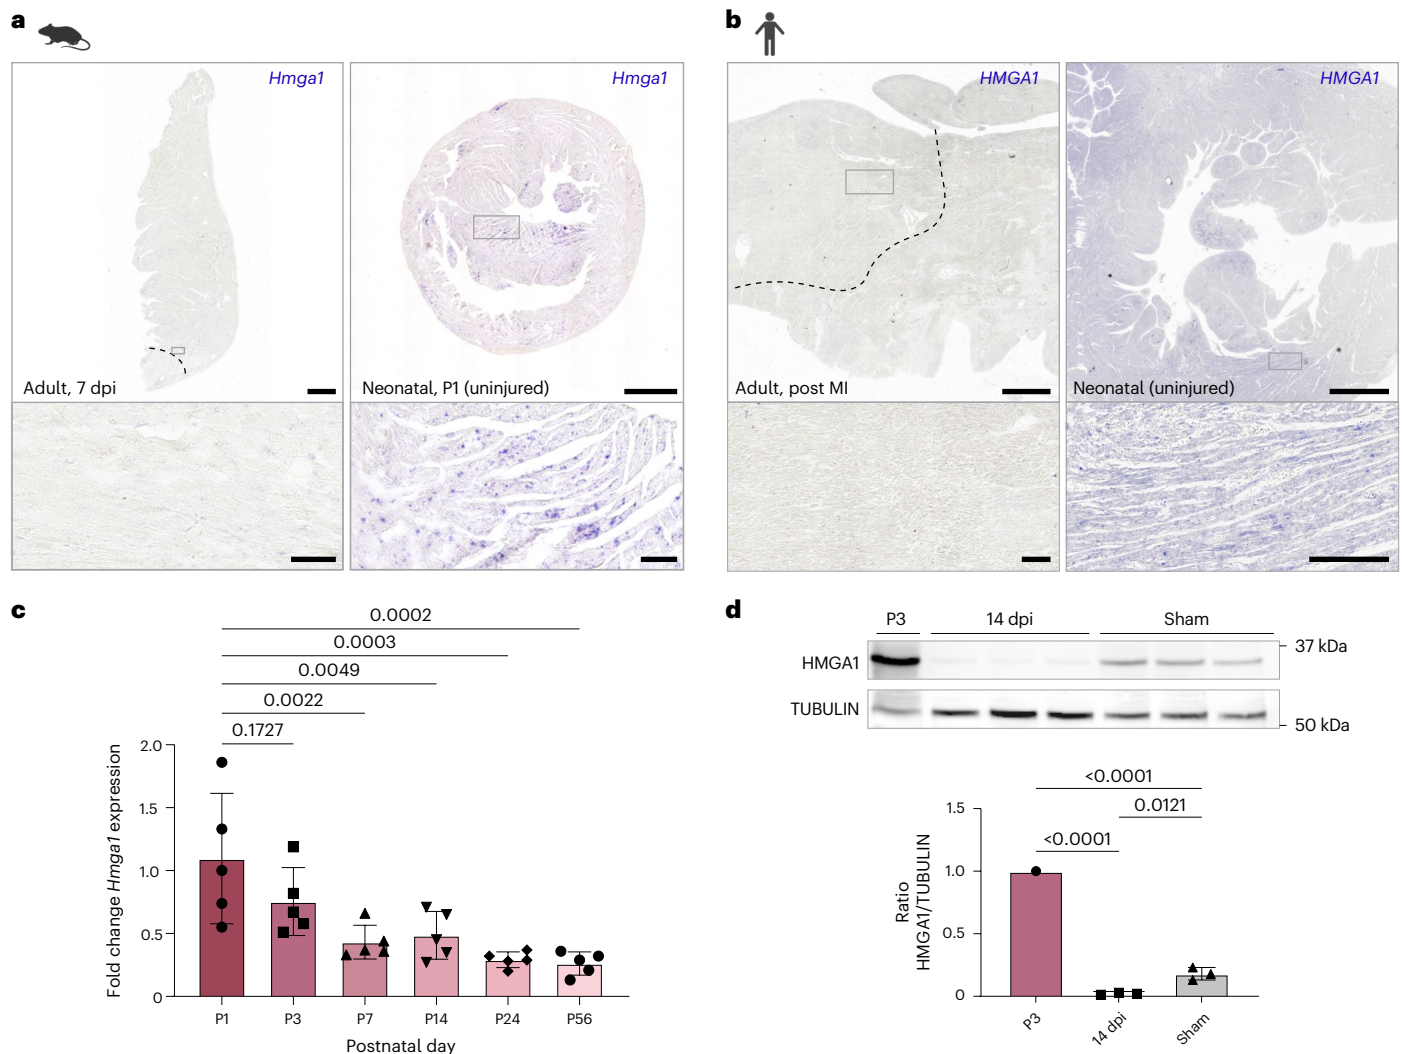 a
b
Hmga1
Hmga1
HMGA1
HMGA1
Adult, 7 dpi
Neonatal, P1 (uninjured)
Adult, post MI
Neonatal (uninjured)
c
0.0002
0.0003
0.0049
0.0022
0.1727
2.0
1.5
1.0
0.5
0
Fold change Hmga1 expression
P1
P3
P7
P14
P24
P56
Postnatal day
d
P3
14 dpi
Sham
HMGA1
37 kDa
TUBULIN
50 kDa
<0.0001
0.0121
<0.0001
1.5
1.0
0.5
0
Ratio
HMGA1/TUBULIN
P3
14 dpi
Sham